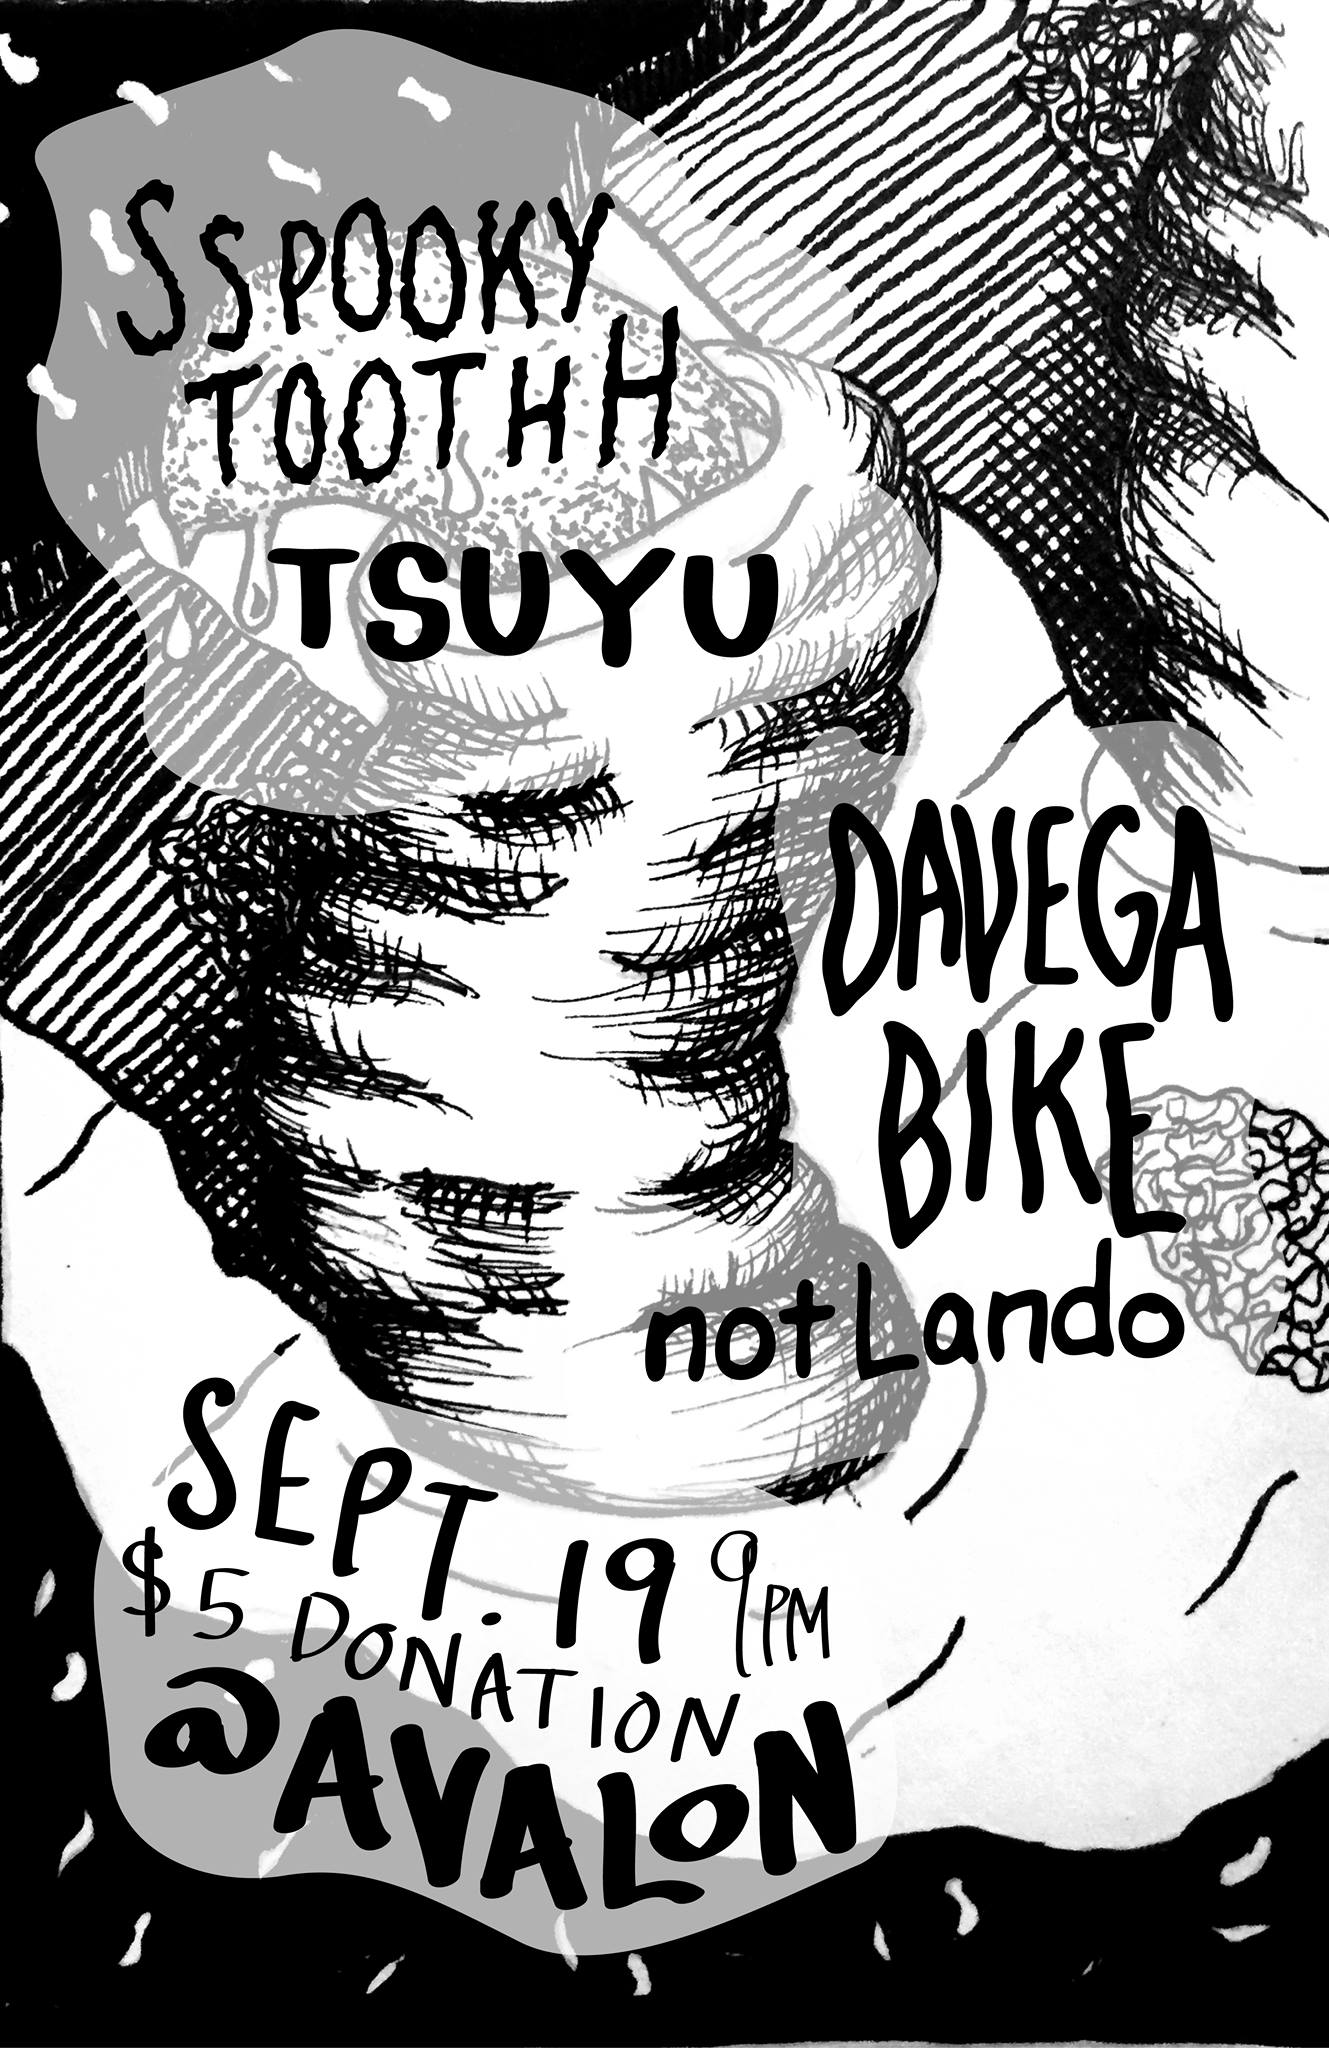 SSPOOKY
TOOTHH
TSUYU
DAVEGA
BIKE
notLando
SEPT. 19 9PM
$5 DONATION
@AVALON